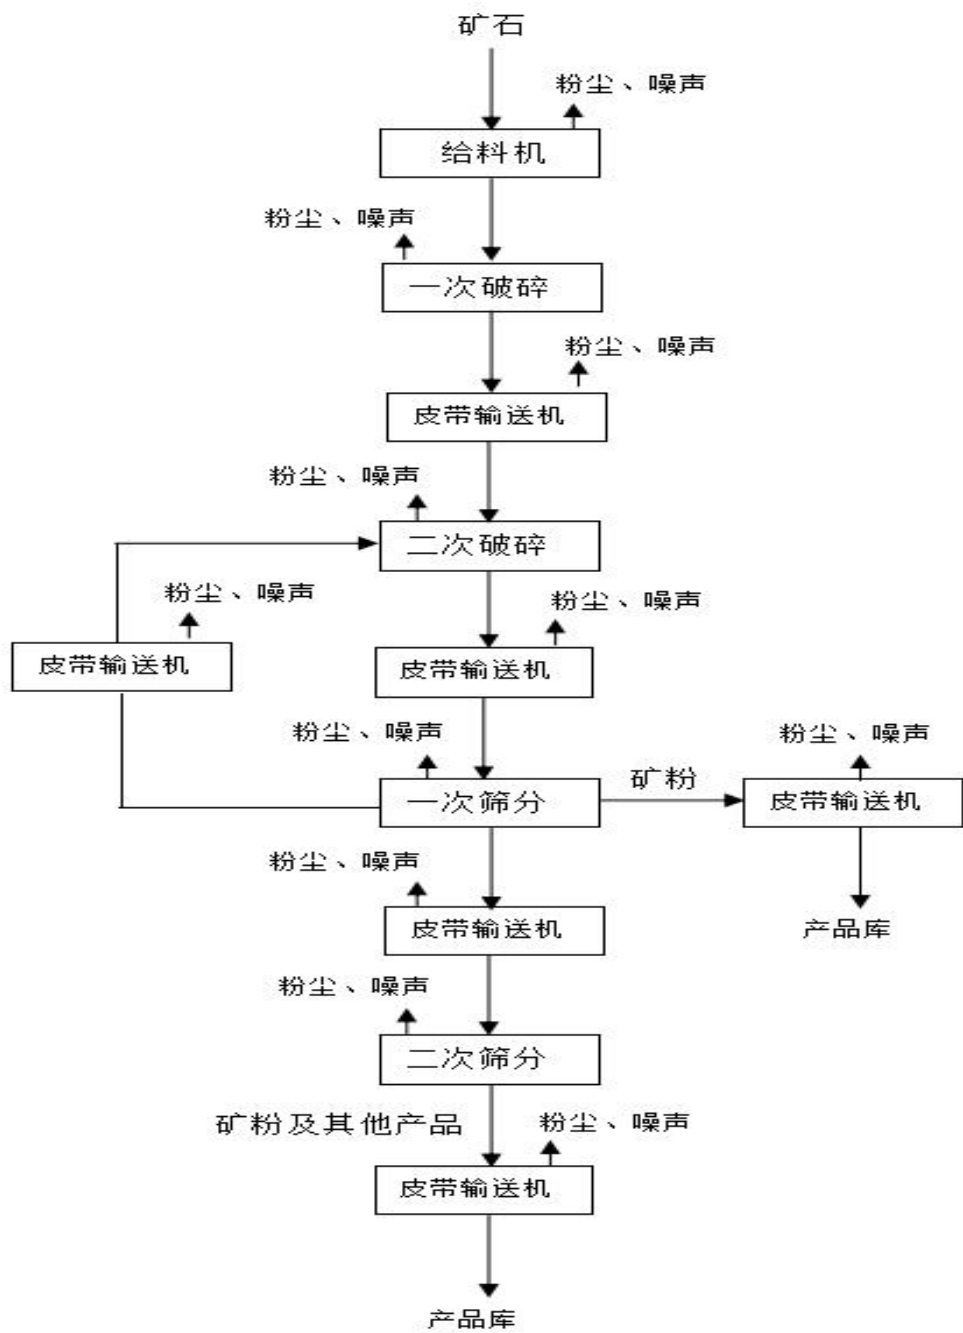 矿石
粉尘、噪声
给料机
粉尘、噪声
一次破碎
粉尘、噪声
皮带输送机
粉尘、噪声
二次破碎
粉尘、噪声
粉尘、噪声
皮带输送机
皮带输送机
粉尘、噪声
粉尘、噪声
矿粉
一次筛分
皮带输送机
粉尘、噪声
皮带输送机
产品库
粉尘、噪声
二次筛分
矿粉及其他产品
粉尘、噪声
皮带输送机
产品库